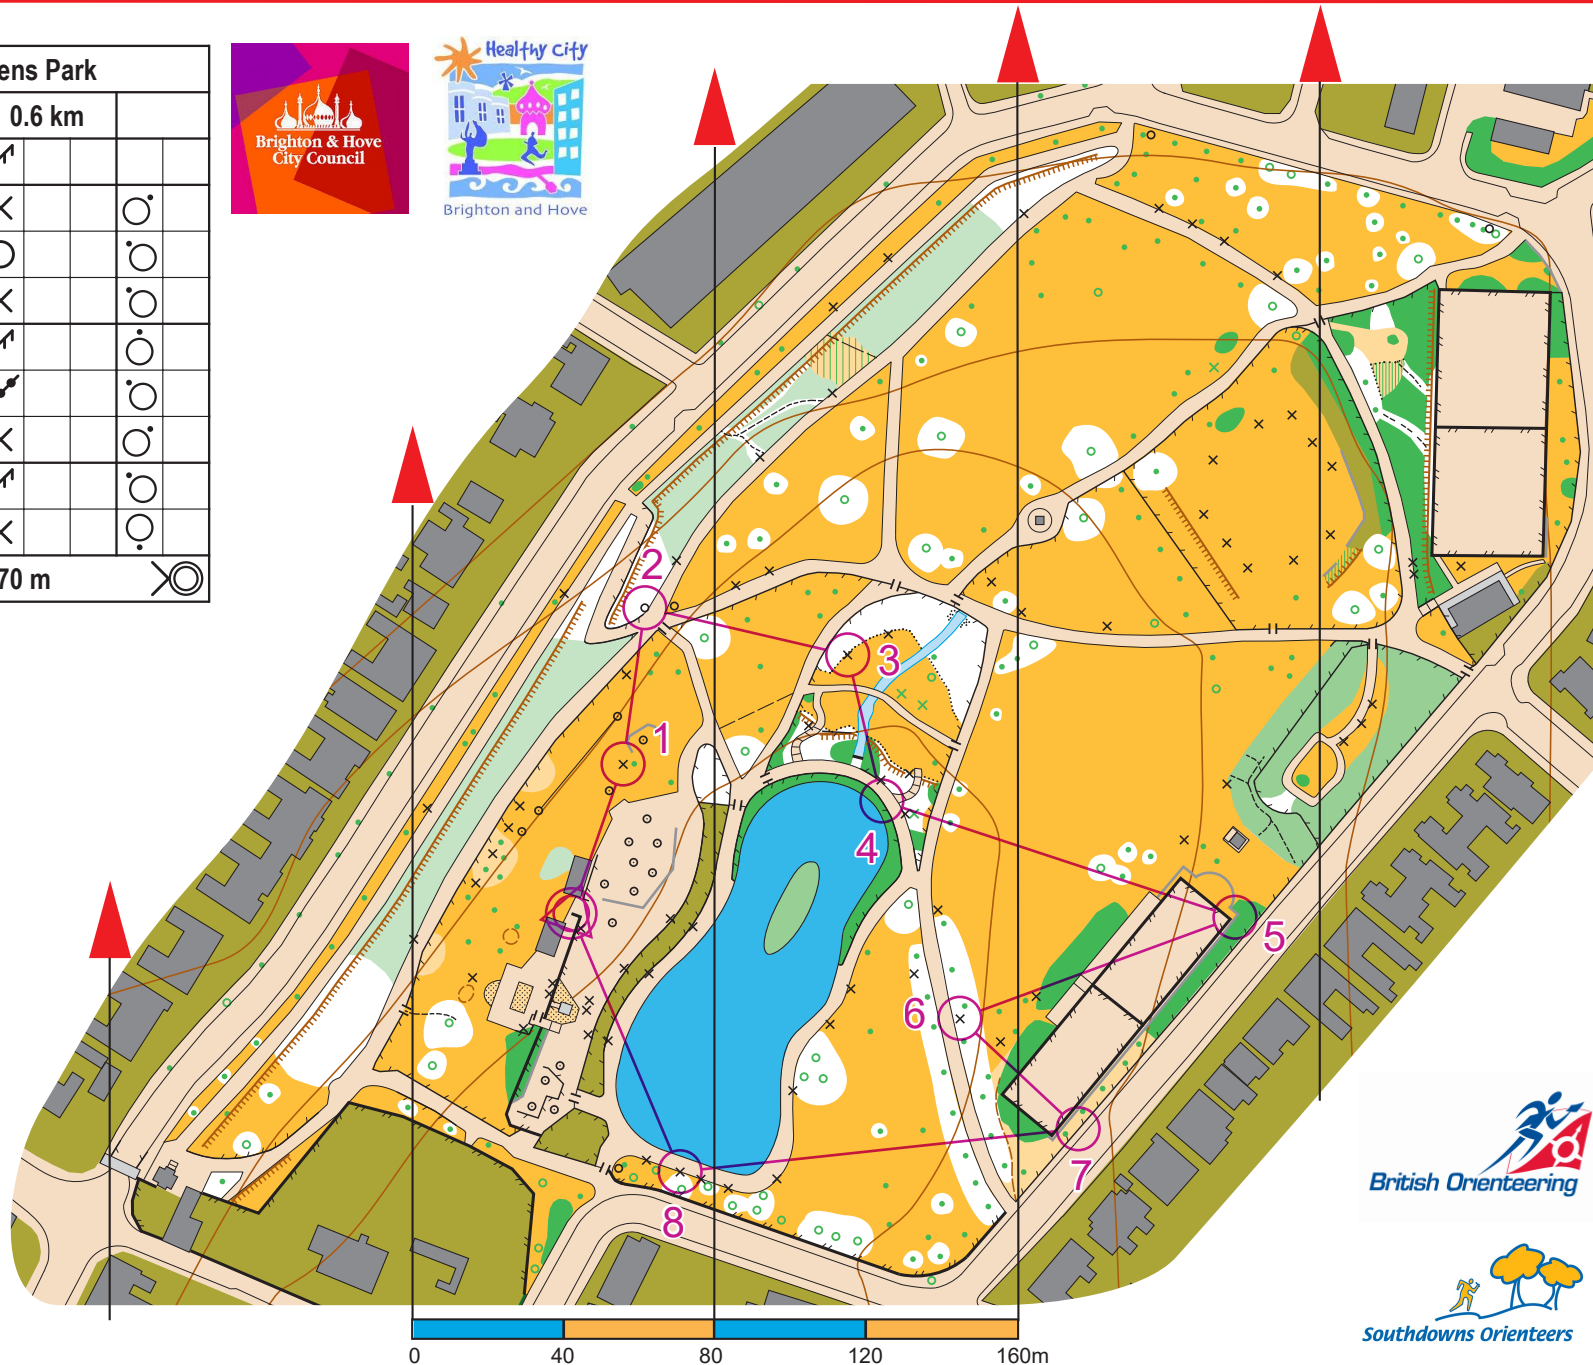 ens Park
0.6 km
70 m
Brighton & Hove
City Council
Healthy City
Brighton and Hove
2
3
1
4
5
6
7
8
British Orienteering
Southdowns Orienteers
0 40 80 120 160m